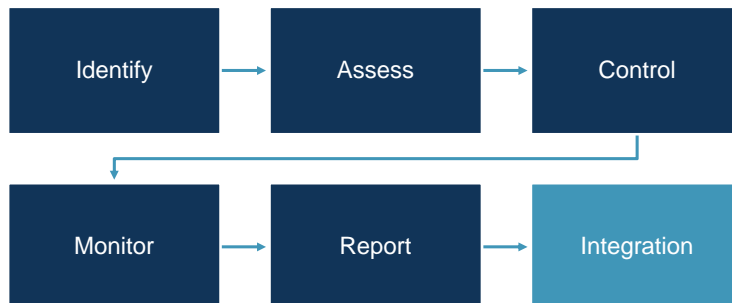 Identify
Assess
Control
Monitor
Report
Integration